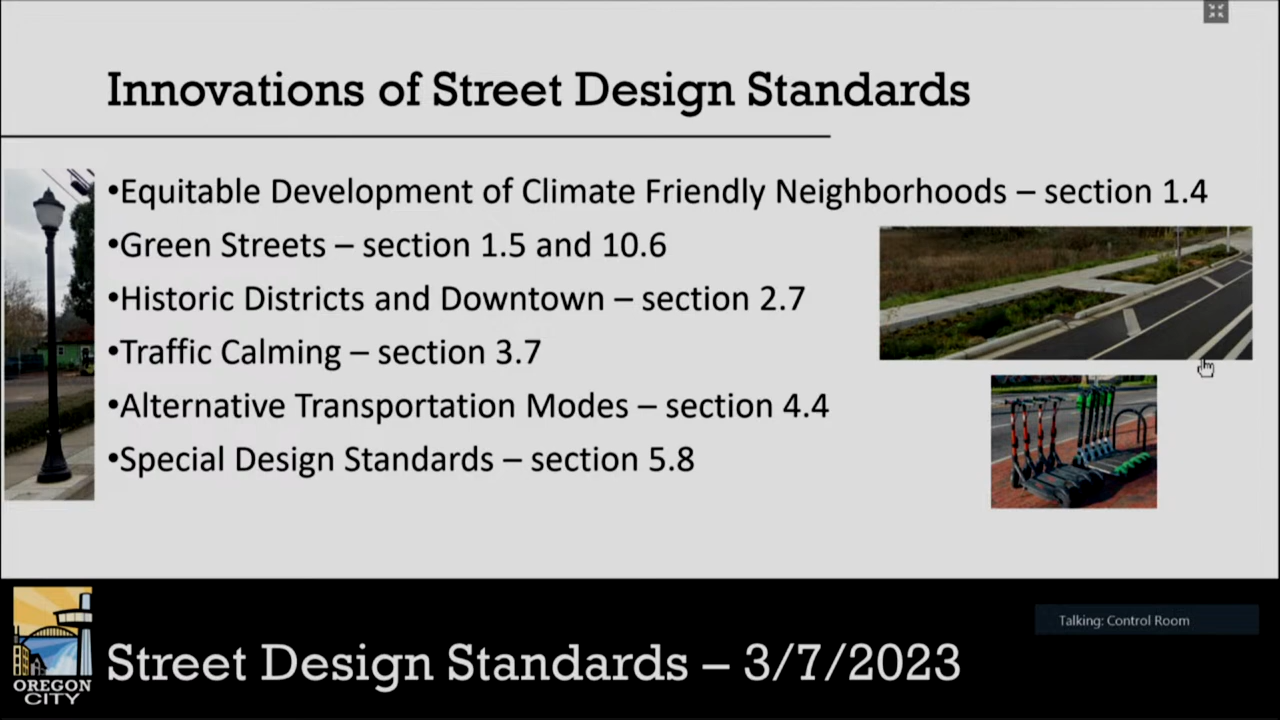 Innovations of Street Design Standards
•Equitable Development of Climate Friendly Neighborhoods – section 1.4
•Green Streets – section 1.5 and 10.6
•Historic Districts and Downtown – section 2.7
•Traffic Calming – section 3.7
•Alternative Transportation Modes – section 4.4
•Special Design Standards – section 5.8
Talking: Control Room
Street Design Standards – 3/7/2023
OREGON
CITY